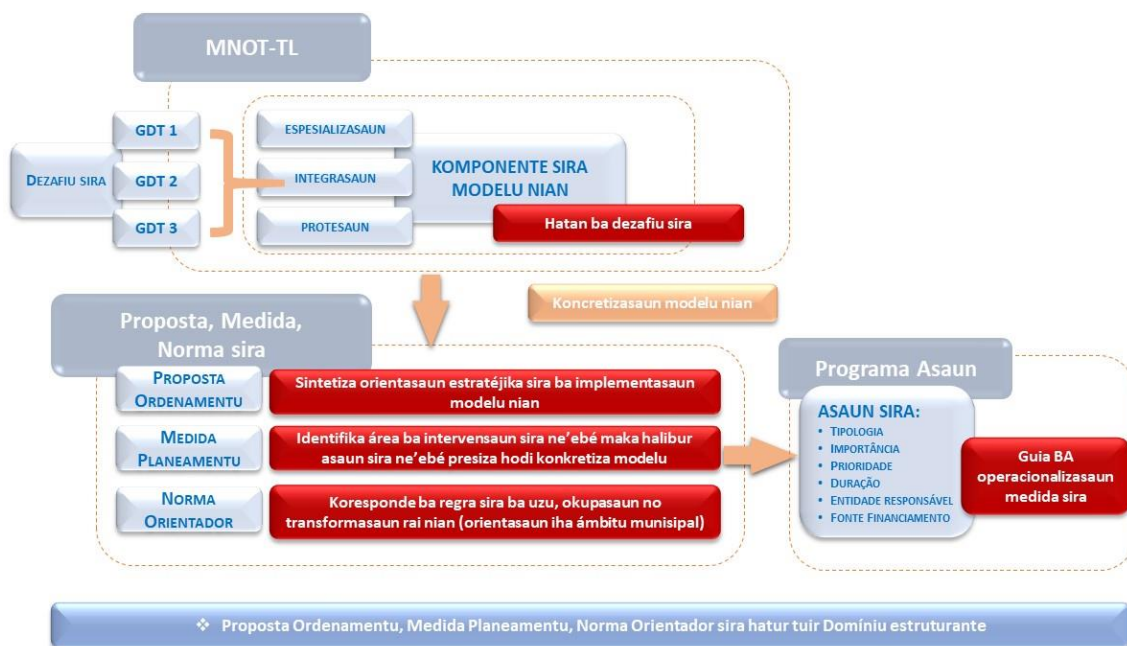 MNOT-TL
GDT 1
GDT 2
GDT 3
DEZAFIU SIRA
ESPESIALIZASAUN
INTEGRASAUN
PROTESAUN
KOMPONENTE SIRA
MODELU NIAN
Hatan ba dezafiu sira
Koncretizasaun modelu nian
Proposta, Medida,
Norma sira
PROPOSTA
ORDENAMENTU
Sintetiza orientasaun estratéjika sira ba implementasaun
modelu nian
MEDIDA
PLANEAMENTU
Identifika área ba intervensaun sira ne'ebé maka halibur
asaun sira ne'ebé presiza hodi konkretiza modelu
NORMA
ORIENTADOR
Koresponde ba regra sira ba uzu, okupasaun no
transformasaun rai nian (orientasaun iha ámbitu munisipal)
Programa Asaun
ASAUN SIRA:
• TIPOLOGIA
• IMPORTÂNCIA
• PRIORIDADE
• DURAÇÃO
• ENTIDADE RESPONSÁVEL
• FONTE FINANCIAMENTO
Guia BA
operacionalizasaun
medida sira
❖ Proposta Ordenamentu, Medida Planeamentu, Norma Orientador sira hatur tuir Domíniu estruturante